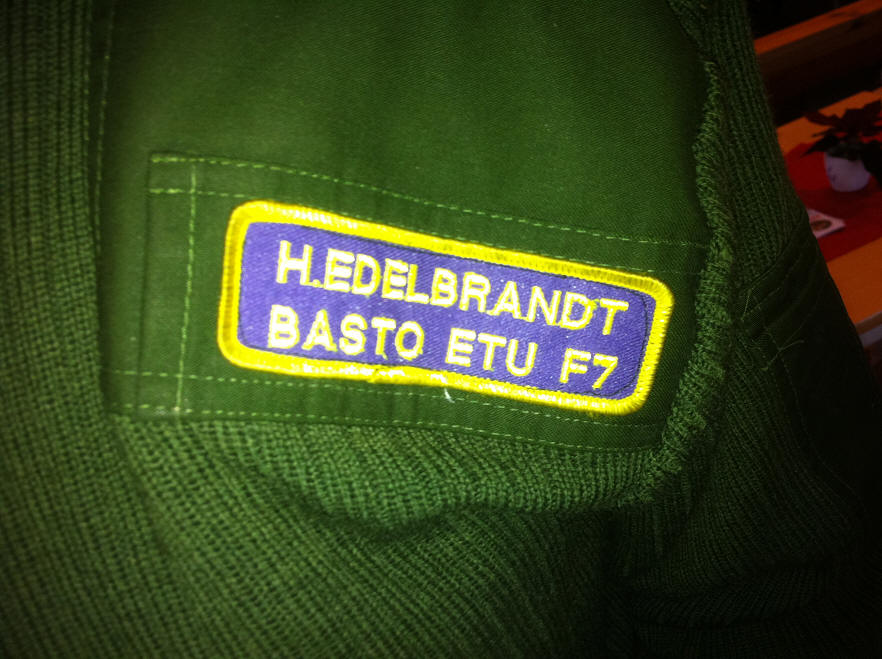 H.EDELBRANDT
BASTO ETU F7